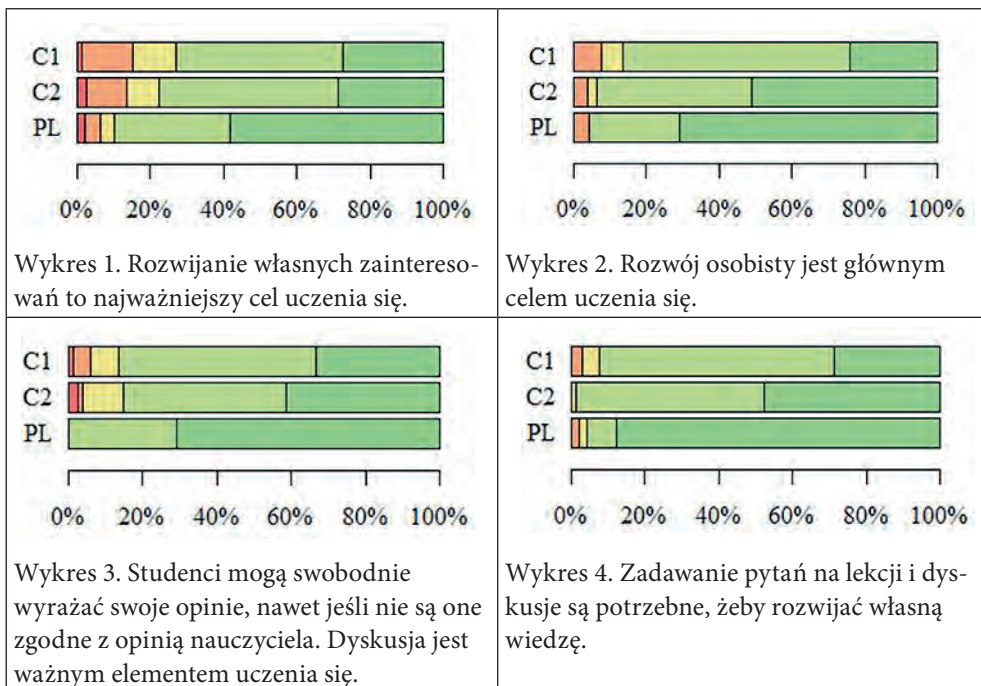 C1
C2
PL
0% 20% 40% 60% 80% 100%
Wykres 1. Rozwijanie własnych zaintereso-
wań to najważniejszy cel uczenia się.
C1
C2
PL
0% 20% 40% 60% 80% 100%
Wykres 2. Rozwój osobisty jest głównym
celem uczenia się.
C1
C2
PL
0% 20% 40% 60% 80% 100%
Wykres 3. Studenci mogą swobodnie
wyrażać swoje opinie, nawet jeśli nie są one
zgodne z opinią nauczyciela. Dyskusja jest
ważnym elementem uczenia się.
C1
C2
PL
0% 20% 40% 60% 80% 100%
Wykres 4. Zadawanie pytań na lekcji i dys-
kusje są potrzebne, żeby rozwijać własną
wiedzę.